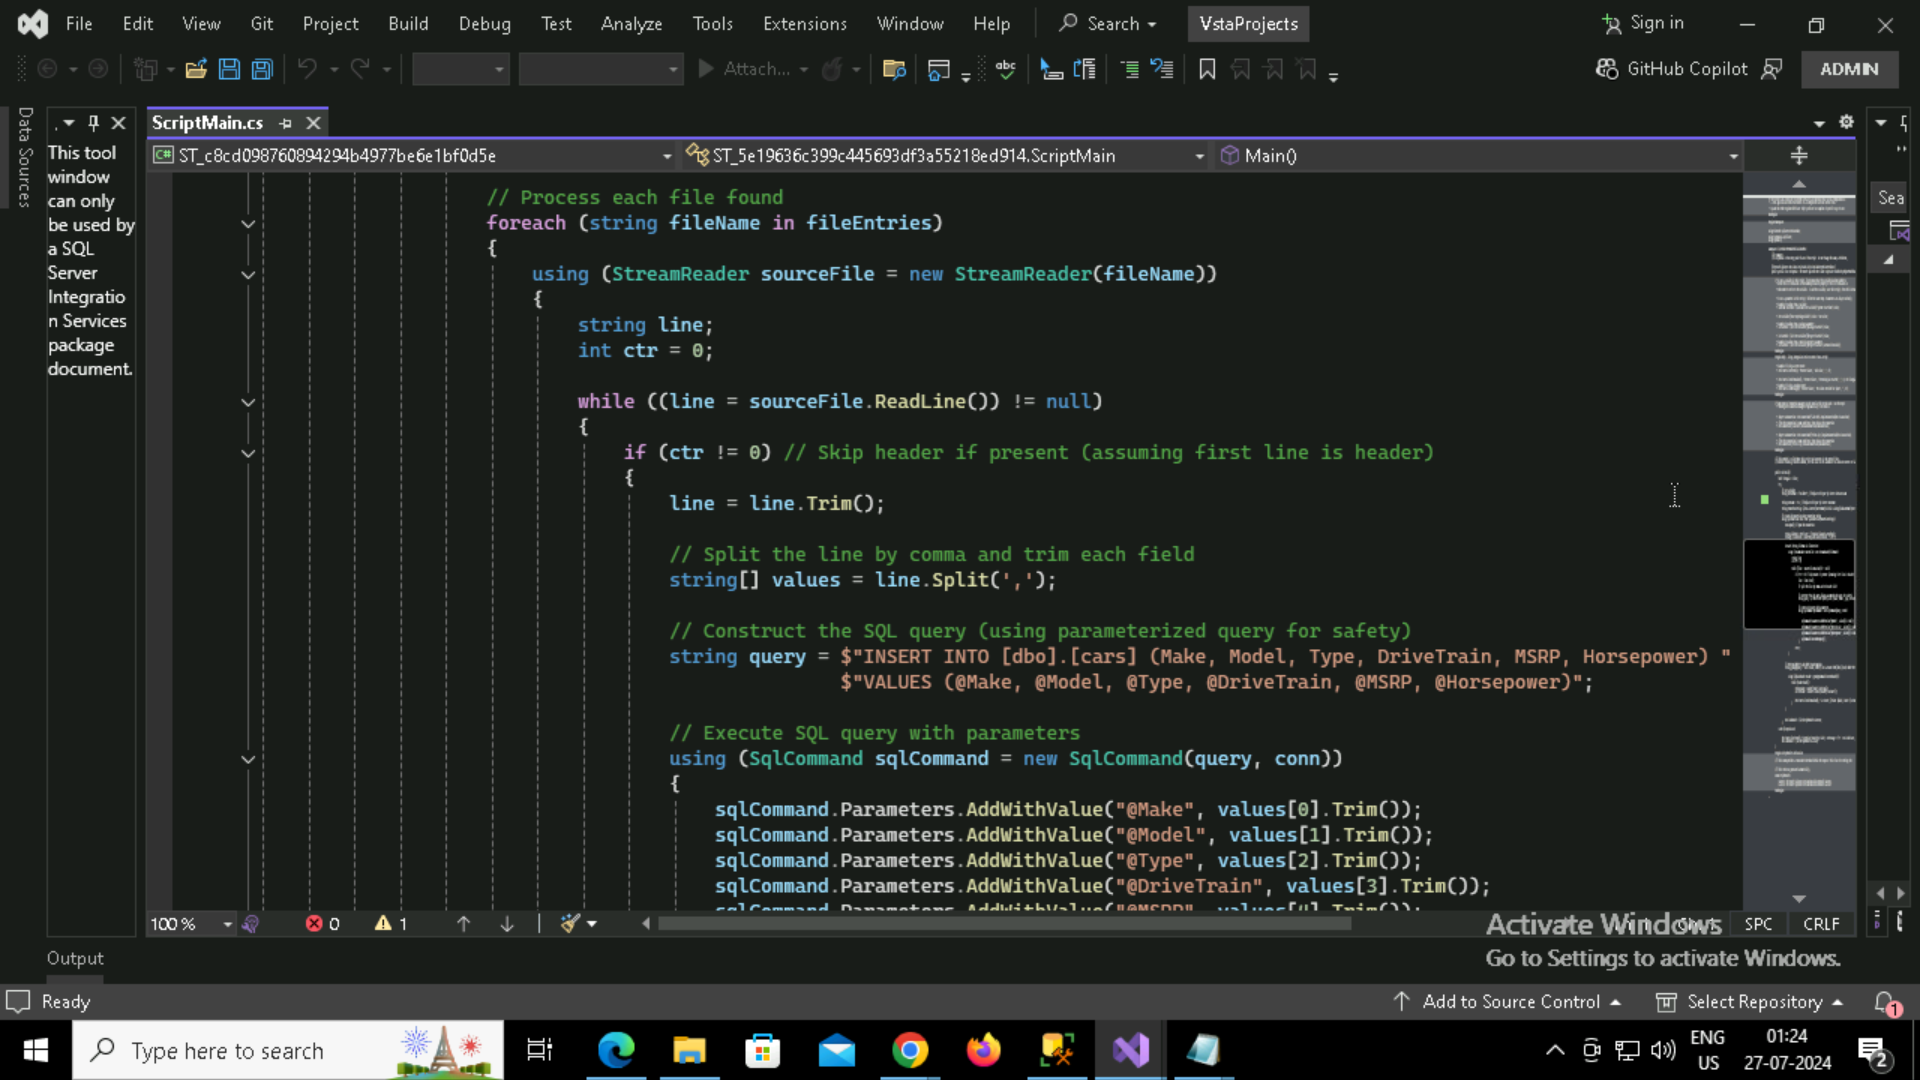 File Edit View Git Project Build Debug Test Analyze Tools Extensions Window Help Search VstaProjects Sign in
Attach... abc GitHub Copilot ADMIN
Data Sources
This tool
window
can only
be used by
a SQL
Server
Integratio
n Services
package
document.
ScriptMain.cs
C# ST_c8cd098760894294b4977be6e1bf0d5e ST_5e19636c399c445693df3a55218ed914.ScriptMain Main()
Sea
// Process each file found
foreach (string fileName in fileEntries)
{
using (StreamReader sourceFile = new StreamReader(fileName))
{
string line;
int ctr = 0;
while ((line = sourceFile.ReadLine()) != null)
{
if (ctr != 0) // Skip header if present (assuming first line is header)
{
line = line.Trim();
// Split the line by comma and trim each field
string[] values = line.Split(',');
// Construct the SQL query (using parameterized query for safety)
string query = $"INSERT INTO [dbo].[cars] (Make, Model, Type, DriveTrain, MSRP, Horsepower) "
$"VALUES (@Make, @Model, @Type, @DriveTrain, @MSRP, @Horsepower)";
// Execute SQL query with parameters
using (SqlCommand sqlCommand = new SqlCommand(query, conn))
{
sqlCommand.Parameters.AddWithValue("@Make", values[0].Trim());
sqlCommand.Parameters.AddWithValue("@Model", values[1].Trim());
sqlCommand.Parameters.AddWithValue("@Type", values[2].Trim());
sqlCommand.Parameters.AddWithValue("@DriveTrain", values[3].Trim());
sqlCommand.Parameters.AddWithValue("@MSRP", values[4].Trim());
100 % 0 1 SPC CRLF
Activate Windows
Go to Settings to activate Windows.
Output
Ready Add to Source Control Select Repository 1
Type here to search
ENG 01:24
US 27-07-2024 2